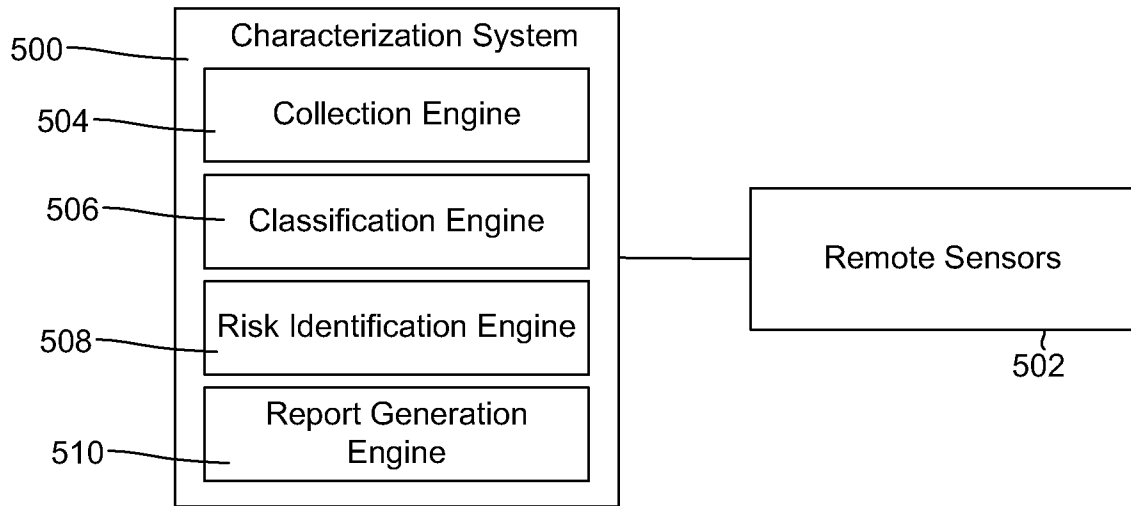 Characterization System
500
Collection Engine
504
Classification Engine
506
Remote Sensors
502
Risk Identification Engine
508
Report Generation
Engine
510